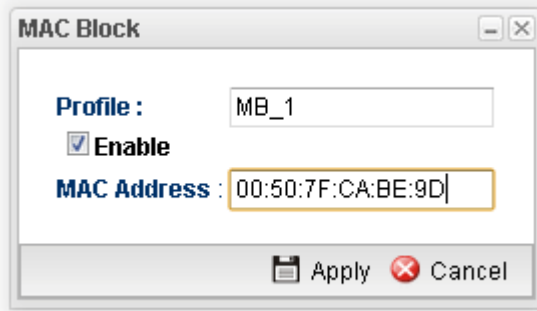 MAC Block
Profile : MB_1
Enable
MAC Address : 00:50:7F:CA:BE:9D
Apply Cancel